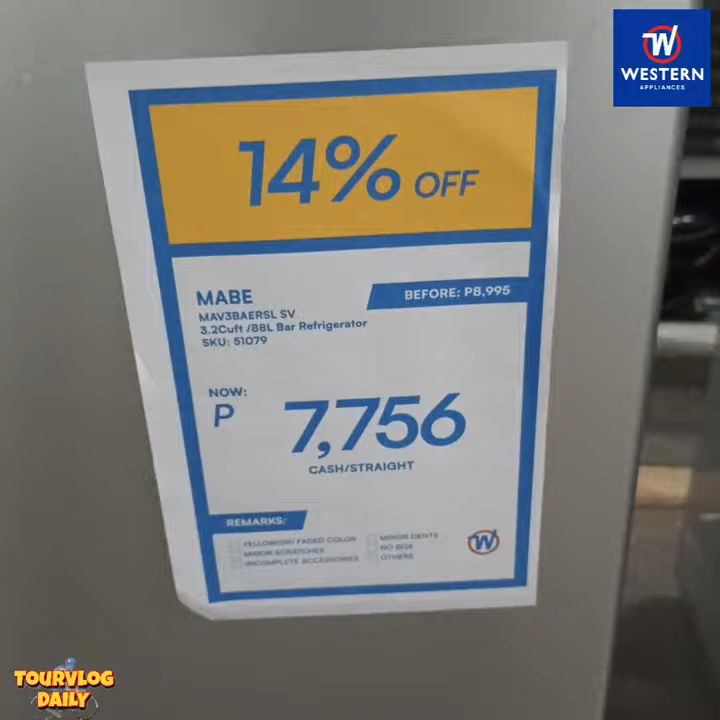 W
WESTERN
APPLIANCES
14% OFF
MABE
BEFORE: P8,995
MAV3BAERSL SV
3.2Cuft /88L Bar Refrigerator
SKU: 51079
NOW:
P 7,756
CASH/STRAIGHT
REMARKS:
YELLOWISH/ FADED COLOR
MINOR DENTS
MINOR SCRATCHES
NO BOX
INCOMPLETE ACCESSORIES
OTHERS
W
TOURVLOG
DAILY